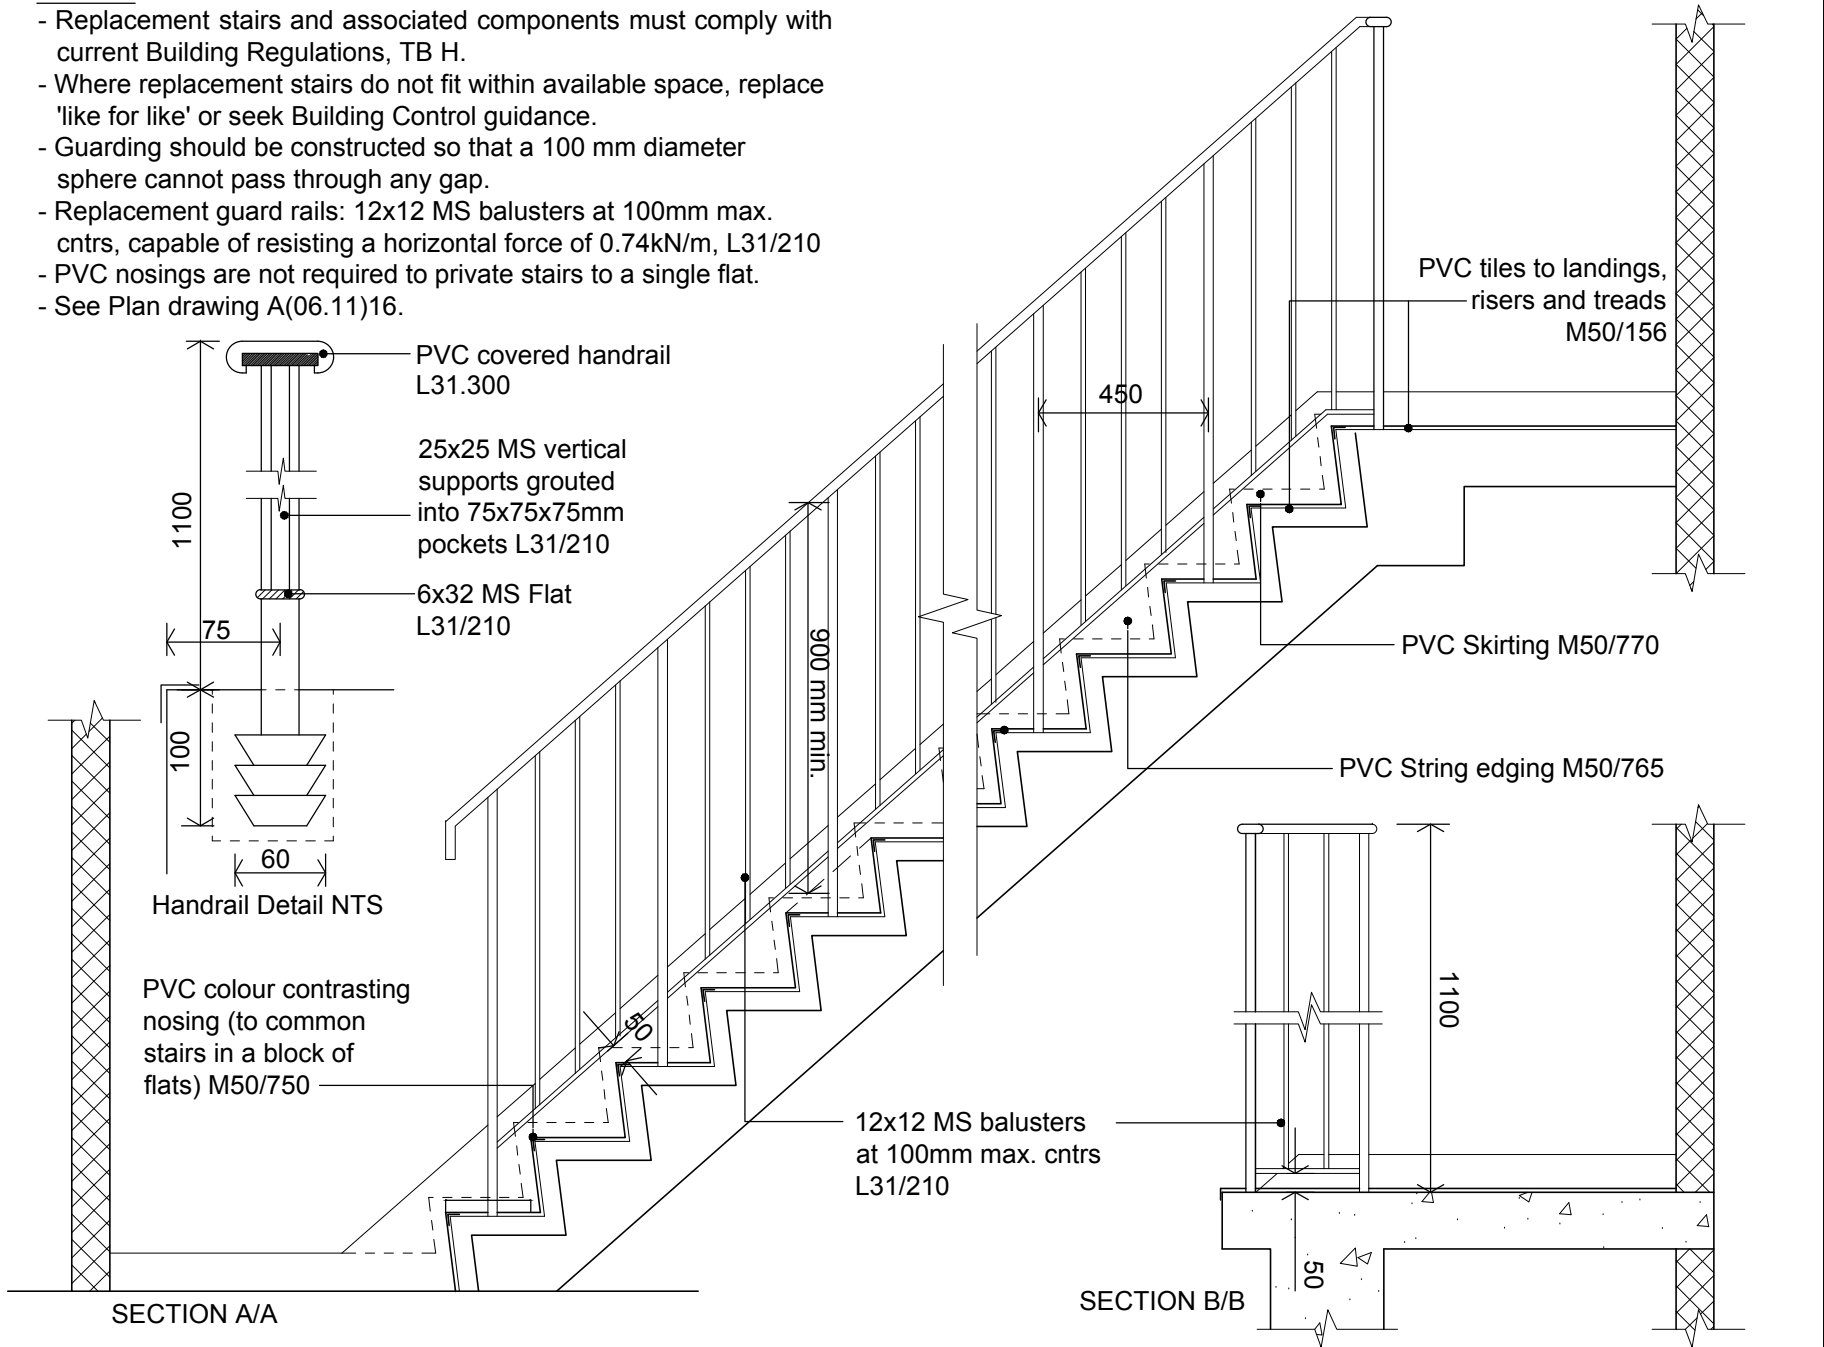 - Replacement stairs and associated components must comply with
current Building Regulations, TB H.
- Where replacement stairs do not fit within available space, replace
'like for like' or seek Building Control guidance.
- Guarding should be constructed so that a 100 mm diameter
sphere cannot pass through any gap.
- Replacement guard rails: 12x12 MS balusters at 100mm max.
cntrs, capable of resisting a horizontal force of 0.74kN/m, L31/210
- PVC nosings are not required to private stairs to a single flat.
- See Plan drawing A(06.11)16.
PVC covered handrail
L31.300
25x25 MS vertical
supports grouted
into 75x75x75mm
pockets L31/210
6x32 MS Flat
L31/210
1100
75
100
60
Handrail Detail NTS
PVC tiles to landings,
risers and treads
M50/156
450
900 mm min.
PVC Skirting M50/770
PVC String edging M50/765
PVC colour contrasting
nosing (to common
stairs in a block of
flats) M50/750
50
12x12 MS balusters
at 100mm max. cntrs
L31/210
1100
50
SECTION A/A
SECTION B/B